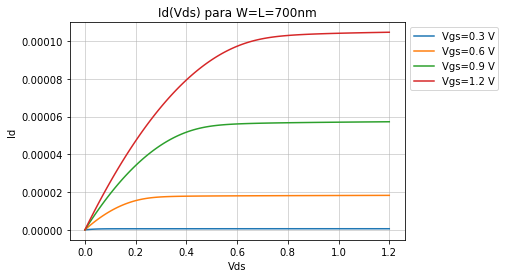 Id(Vds) para W=L=700nm
Id
0.00010
0.00008
0.00006
0.00004
0.00002
0.00000
0.0 0.2 0.4 0.6 0.8 1.0 1.2
Vds
Vgs=0.3 V
Vgs=0.6 V
Vgs=0.9 V
Vgs=1.2 V